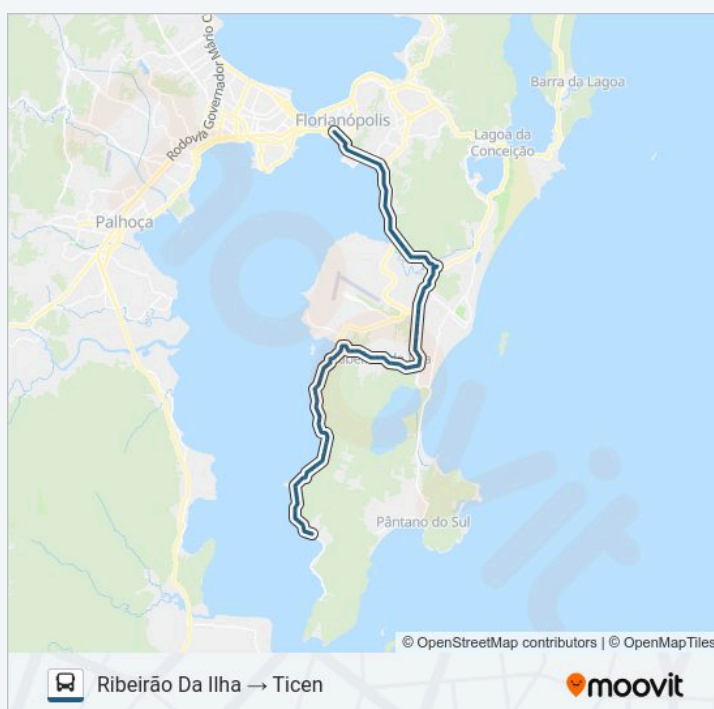 Rodovia Governador Mário C
Barra da Lagoa
Florianópolis
Lagoa da
Conceição
Palhoça
Pântano do Sul
© OpenStreetMap contributors | © OpenMapTiles
Ribeirão Da Ilha → Ticen
moovit